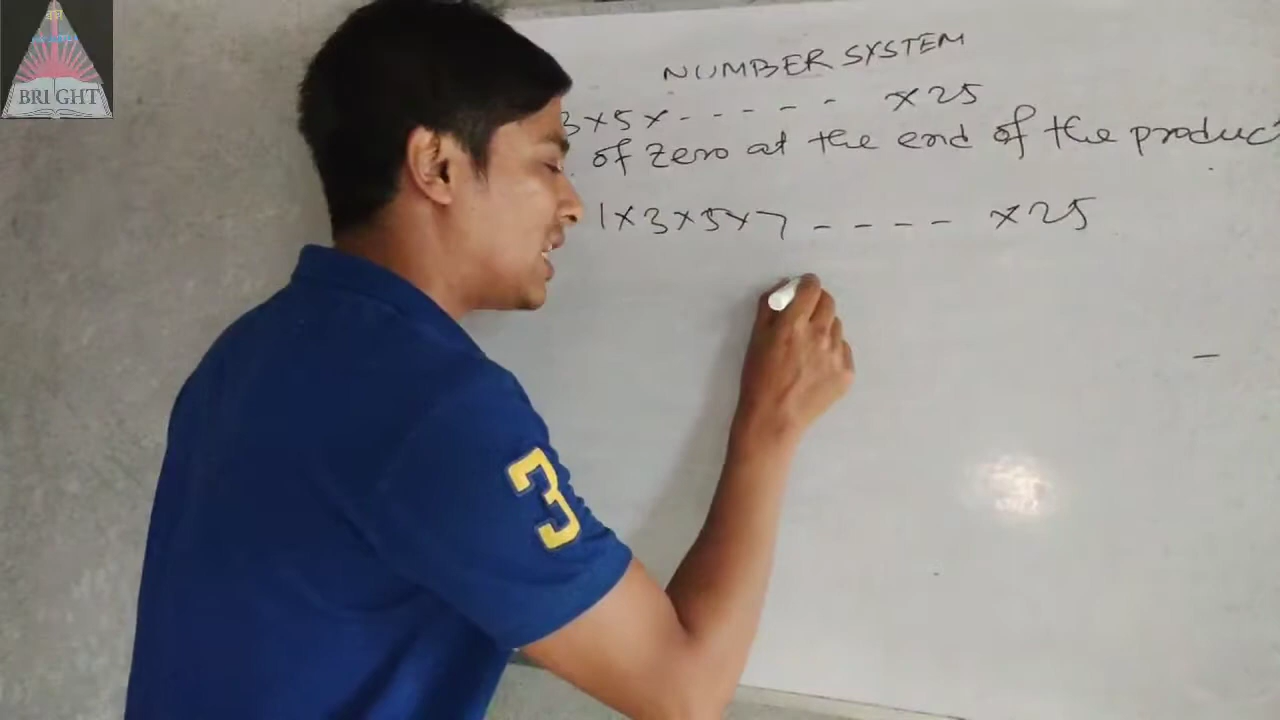 BRIGHT
NUMBER SYSTEM
3×5×- - - - - - ×25
of zero at the end of the product
1×3×5×7 - - - - ×25
3